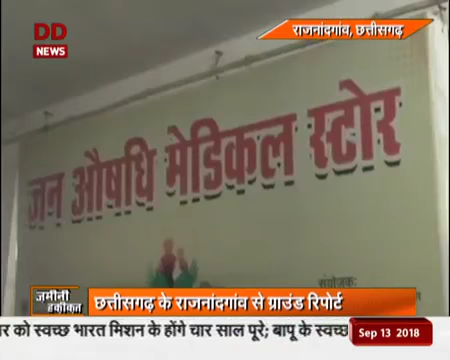 DD
NEWS
राजनांदगांव, छत्तीसगढ़
जन औषधि मेडिकल स्टोर
संयोजक:
जमीनी
हकीकत
छत्तीसगढ़ के राजनांदगांव से ग्राउंड रिपोर्ट
र को स्वच्छ भारत मिशन के होंगे चार साल पूरे; बापू के स्वच्छ
Sep 13 2018